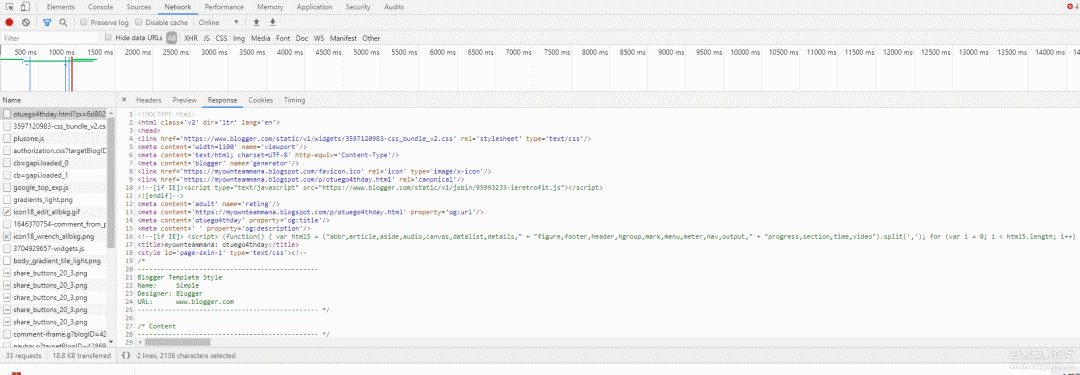 Elements Console Sources Network Performance Memory Application Security Audits 4
Preserve log Disable cache Online
Filter Hide data URLs All XHR JS CSS Img Media Font Doc WS Manifest Other
500 ms 1000 ms 1500 ms 2000 ms 2500 ms 3000 ms 3500 ms 4000 ms 4500 ms 5000 ms 5500 ms 6000 ms 6500 ms 7000 ms 7500 ms 8000 ms 8500 ms 9000 ms 9500 ms 10000 ms 10500 ms 11000 ms 11500 ms 12000 ms 12500 ms 13000 ms 13500 ms 14000 ms
Name × Headers Preview Response Cookies Timing
otuego4thday.html?zx=6d802
3597120983-css_bundle_v2.css
plusone.js
authorization.css?targetBlogID
cb=gapi.loaded_0
cb=gapi.loaded_1
google_top_exp.js
gradients_light.png
icon18_edit_allbkg.gif
1646370754-comment_from_p
icon18_wrench_allbkg.png
3704929657-widgets.js
body_gradient_tile_light.png
share_buttons_20_3.png
share_buttons_20_3.png
share_buttons_20_3.png
share_buttons_20_3.png
share_buttons_20_3.png
comment-iframe.g?blogID=42
33 requests 18.8 KB transferred
1 <!DOCTYPE html>
2 <html class='v2' dir='ltr' lang='en'>
3 <head>
4 <link href='https://www.blogger.com/static/v1/widgets/3597120983-css_bundle_v2.css' rel='stylesheet' type='text/css'/>
5 <meta content='width=1100' name='viewport'/>
6 <meta content='text/html; charset=UTF-8' http-equiv='Content-Type'/>
7 <meta content='blogger' name='generator'/>
8 <link href='https://myownteammana.blogspot.com/favicon.ico' rel='icon' type='image/x-icon'/>
9 <link href='https://myownteammana.blogspot.com/p/otuego4thday.html' rel='canonical'/>
10 <!--[if IE]><script type="text/javascript" src="https://www.blogger.com/static/v1/jsbin/95993233-ieretrofit.js"></script>
11 <![endif]-->
12 <meta content='adult' name='rating'/>
13 <meta content='https://myownteammana.blogspot.com/p/otuego4thday.html' property='og:url'/>
14 <meta content='otuego4thday' property='og:title'/>
15 <meta content=' ' property='og:description'/>
16 <!--[if IE]> <script> (function() { var html5 = ("abbr,article,aside,audio,canvas,datalist,details," + "figure,footer,header,hgroup,mark,menu,meter,nav,output," + "progress,section,time,video").split(','); for (var i = 0; i < html5.length; i++)
17 <title>myownteammana: otuego4thday</title>
18 <style id='page-skin-1' type='text/css'><!--
19 /*
20 -----------------------------------------------
21 Blogger Template Style
22 Name: Simple
23 Designer: Blogger
24 URL: www.blogger.com
25 ----------------------------------------------- */
26
27 /* Content
28 ----------------------------------------------- */
29
{} 2 lines, 2136 characters selected